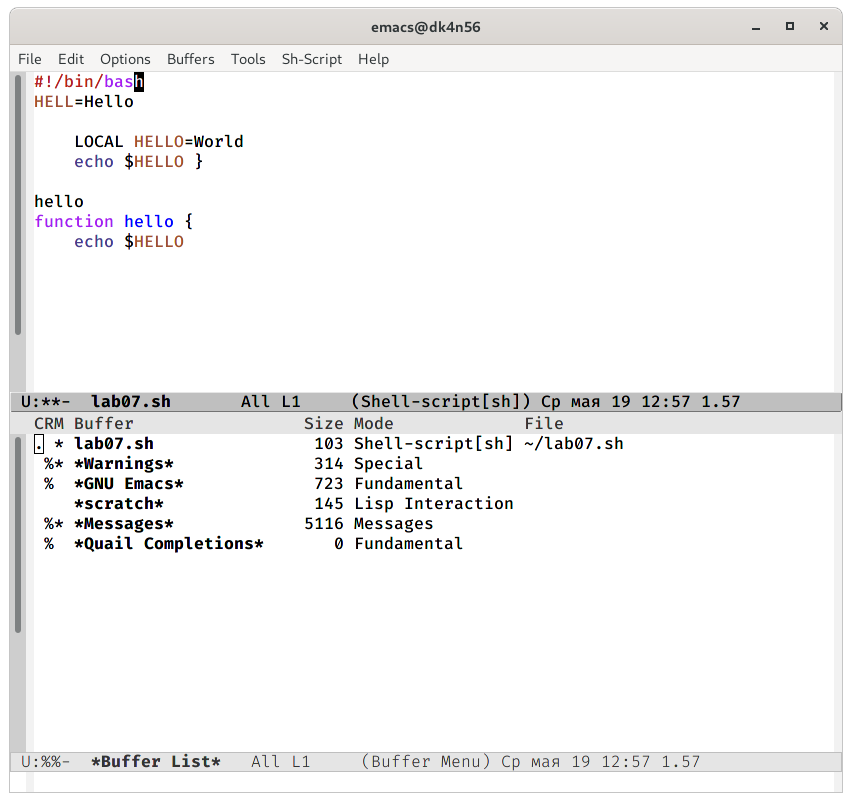 emacs@dk4n56
File Edit Options Buffers Tools Sh-Script Help
#!/bin/bash
HELL=Hello
LOCAL HELLO=World
echo $HELLO }
hello
function hello {
echo $HELLO
U:**- lab07.sh All L1 (Shell-script[sh]) Ср мая 19 12:57 1.57
CRM Buffer Size Mode File
. * lab07.sh 103 Shell-script[sh] ~/lab07.sh
%* *Warnings* 314 Special
% *GNU Emacs* 723 Fundamental
*scratch* 145 Lisp Interaction
%* *Messages* 5116 Messages
% *Quail Completions* 0 Fundamental
U:%%- *Buffer List* All L1 (Buffer Menu) Ср мая 19 12:57 1.57